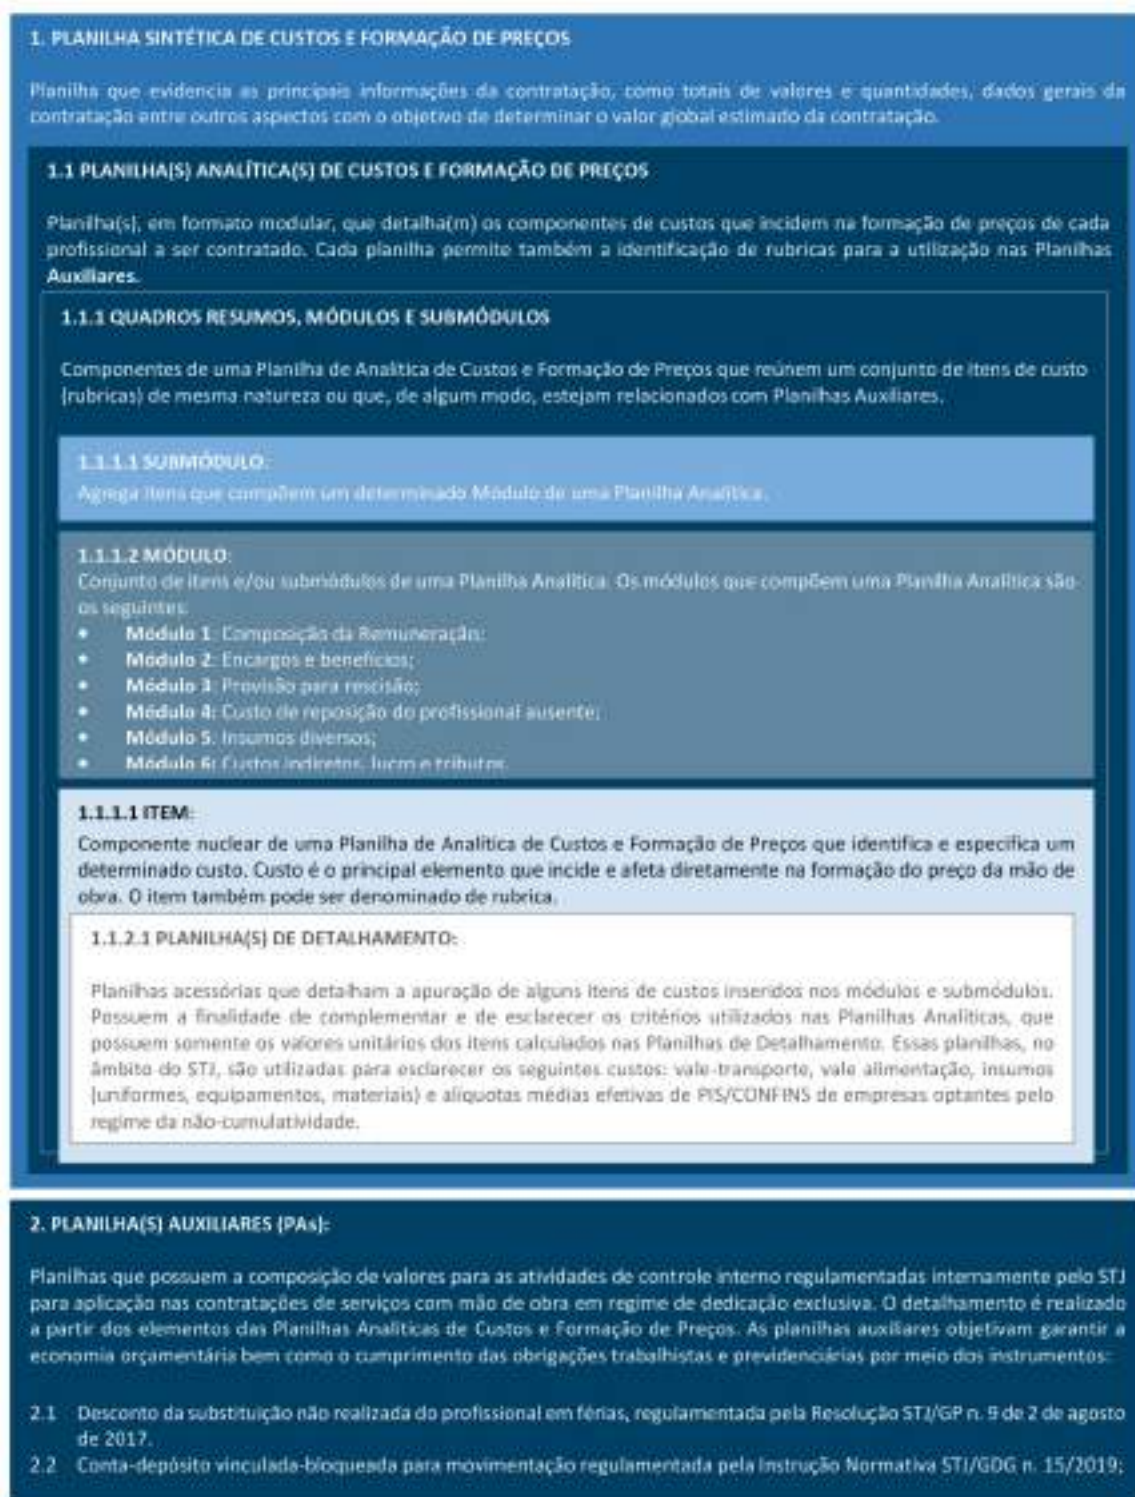 1. PLANILHA SINTÉTICA DE CUSTOS E FORMAÇÃO DE PREÇOS
Planilha que evidencia as principais informações da contratação, como totais de valores e quantidades, dados gerais da
contratação entre outros aspectos com o objetivo de determinar o valor global estimado da contratação.
1.1 PLANILHA(S) ANALÍTICA(S) DE CUSTOS E FORMAÇÃO DE PREÇOS
Planilha(s), em formato modular, que detalha(m) os componentes de custos que incidem na formação de preços de cada
profissional a ser contratado. Cada planilha permite também a identificação de rubricas para a utilização nas Planilhas
Auxiliares.
1.1.1 QUADROS RESUMOS, MÓDULOS E SUBMÓDULOS
Componentes de uma Planilha de Analítica de Custos e Formação de Preços que reúnem um conjunto de itens de custo
(rubricas) de mesma natureza ou que, de algum modo, estejam relacionados com Planilhas Auxiliares.
1.1.1.1 SUBMÓDULO:
Agrega itens que compõem um determinado Módulo de uma Planilha Analítica.
1.1.1.2 MÓDULO:
Conjunto de itens e/ou submódulos de uma Planilha Analítica. Os módulos que compõem uma Planilha Analítica são
os seguintes:
• Módulo 1: Composição da Remuneração;
• Módulo 2: Encargos e benefícios;
• Módulo 3: Provisão para rescisão;
• Módulo 4: Custo de reposição do profissional ausente;
• Módulo 5: Insumos diversos;
• Módulo 6: Custos indiretos, lucro e tributos.
1.1.1.1 ITEM:
Componente nuclear de uma Planilha de Analítica de Custos e Formação de Preços que identifica e especifica um
determinado custo. Custo é o principal elemento que incide e afeta diretamente na formação do preço da mão de
obra. O item também pode ser denominado de rubrica.
1.1.2.1 PLANILHA(S) DE DETALHAMENTO:
Planilhas acessórias que detalham a apuração de alguns itens de custos inseridos nos módulos e submódulos.
Possuem a finalidade de complementar e de esclarecer os critérios utilizados nas Planilhas Analíticas, que
possuem somente os valores unitários dos itens calculados nas Planilhas de Detalhamento. Essas planilhas, no
âmbito do STJ, são utilizadas para esclarecer os seguintes custos: vale-transporte, vale alimentação, insumos
(uniformes, equipamentos, materiais) e alíquotas médias efetivas de PIS/CONFINS de empresas optantes pelo
regime da não-cumulatividade.
2. PLANILHA(S) AUXILIARES (PAs):
Planilhas que possuem a composição de valores para as atividades de controle interno regulamentadas internamente pelo STJ
para aplicação nas contratações de serviços com mão de obra em regime de dedicação exclusiva. O detalhamento é realizado
a partir dos elementos das Planilhas Analíticas de Custos e Formação de Preços. As planilhas auxiliares objetivam garantir a
economia orçamentária bem como o cumprimento das obrigações trabalhistas e previdenciárias por meio dos instrumentos:
2.1 Desconto da substituição não realizada do profissional em férias, regulamentada pela Resolução STJ/GP n. 9 de 2 de agosto
de 2017.
2.2 Conta-depósito vinculada-bloqueada para movimentação regulamentada pela Instrução Normativa STJ/GDG n. 15/2019;